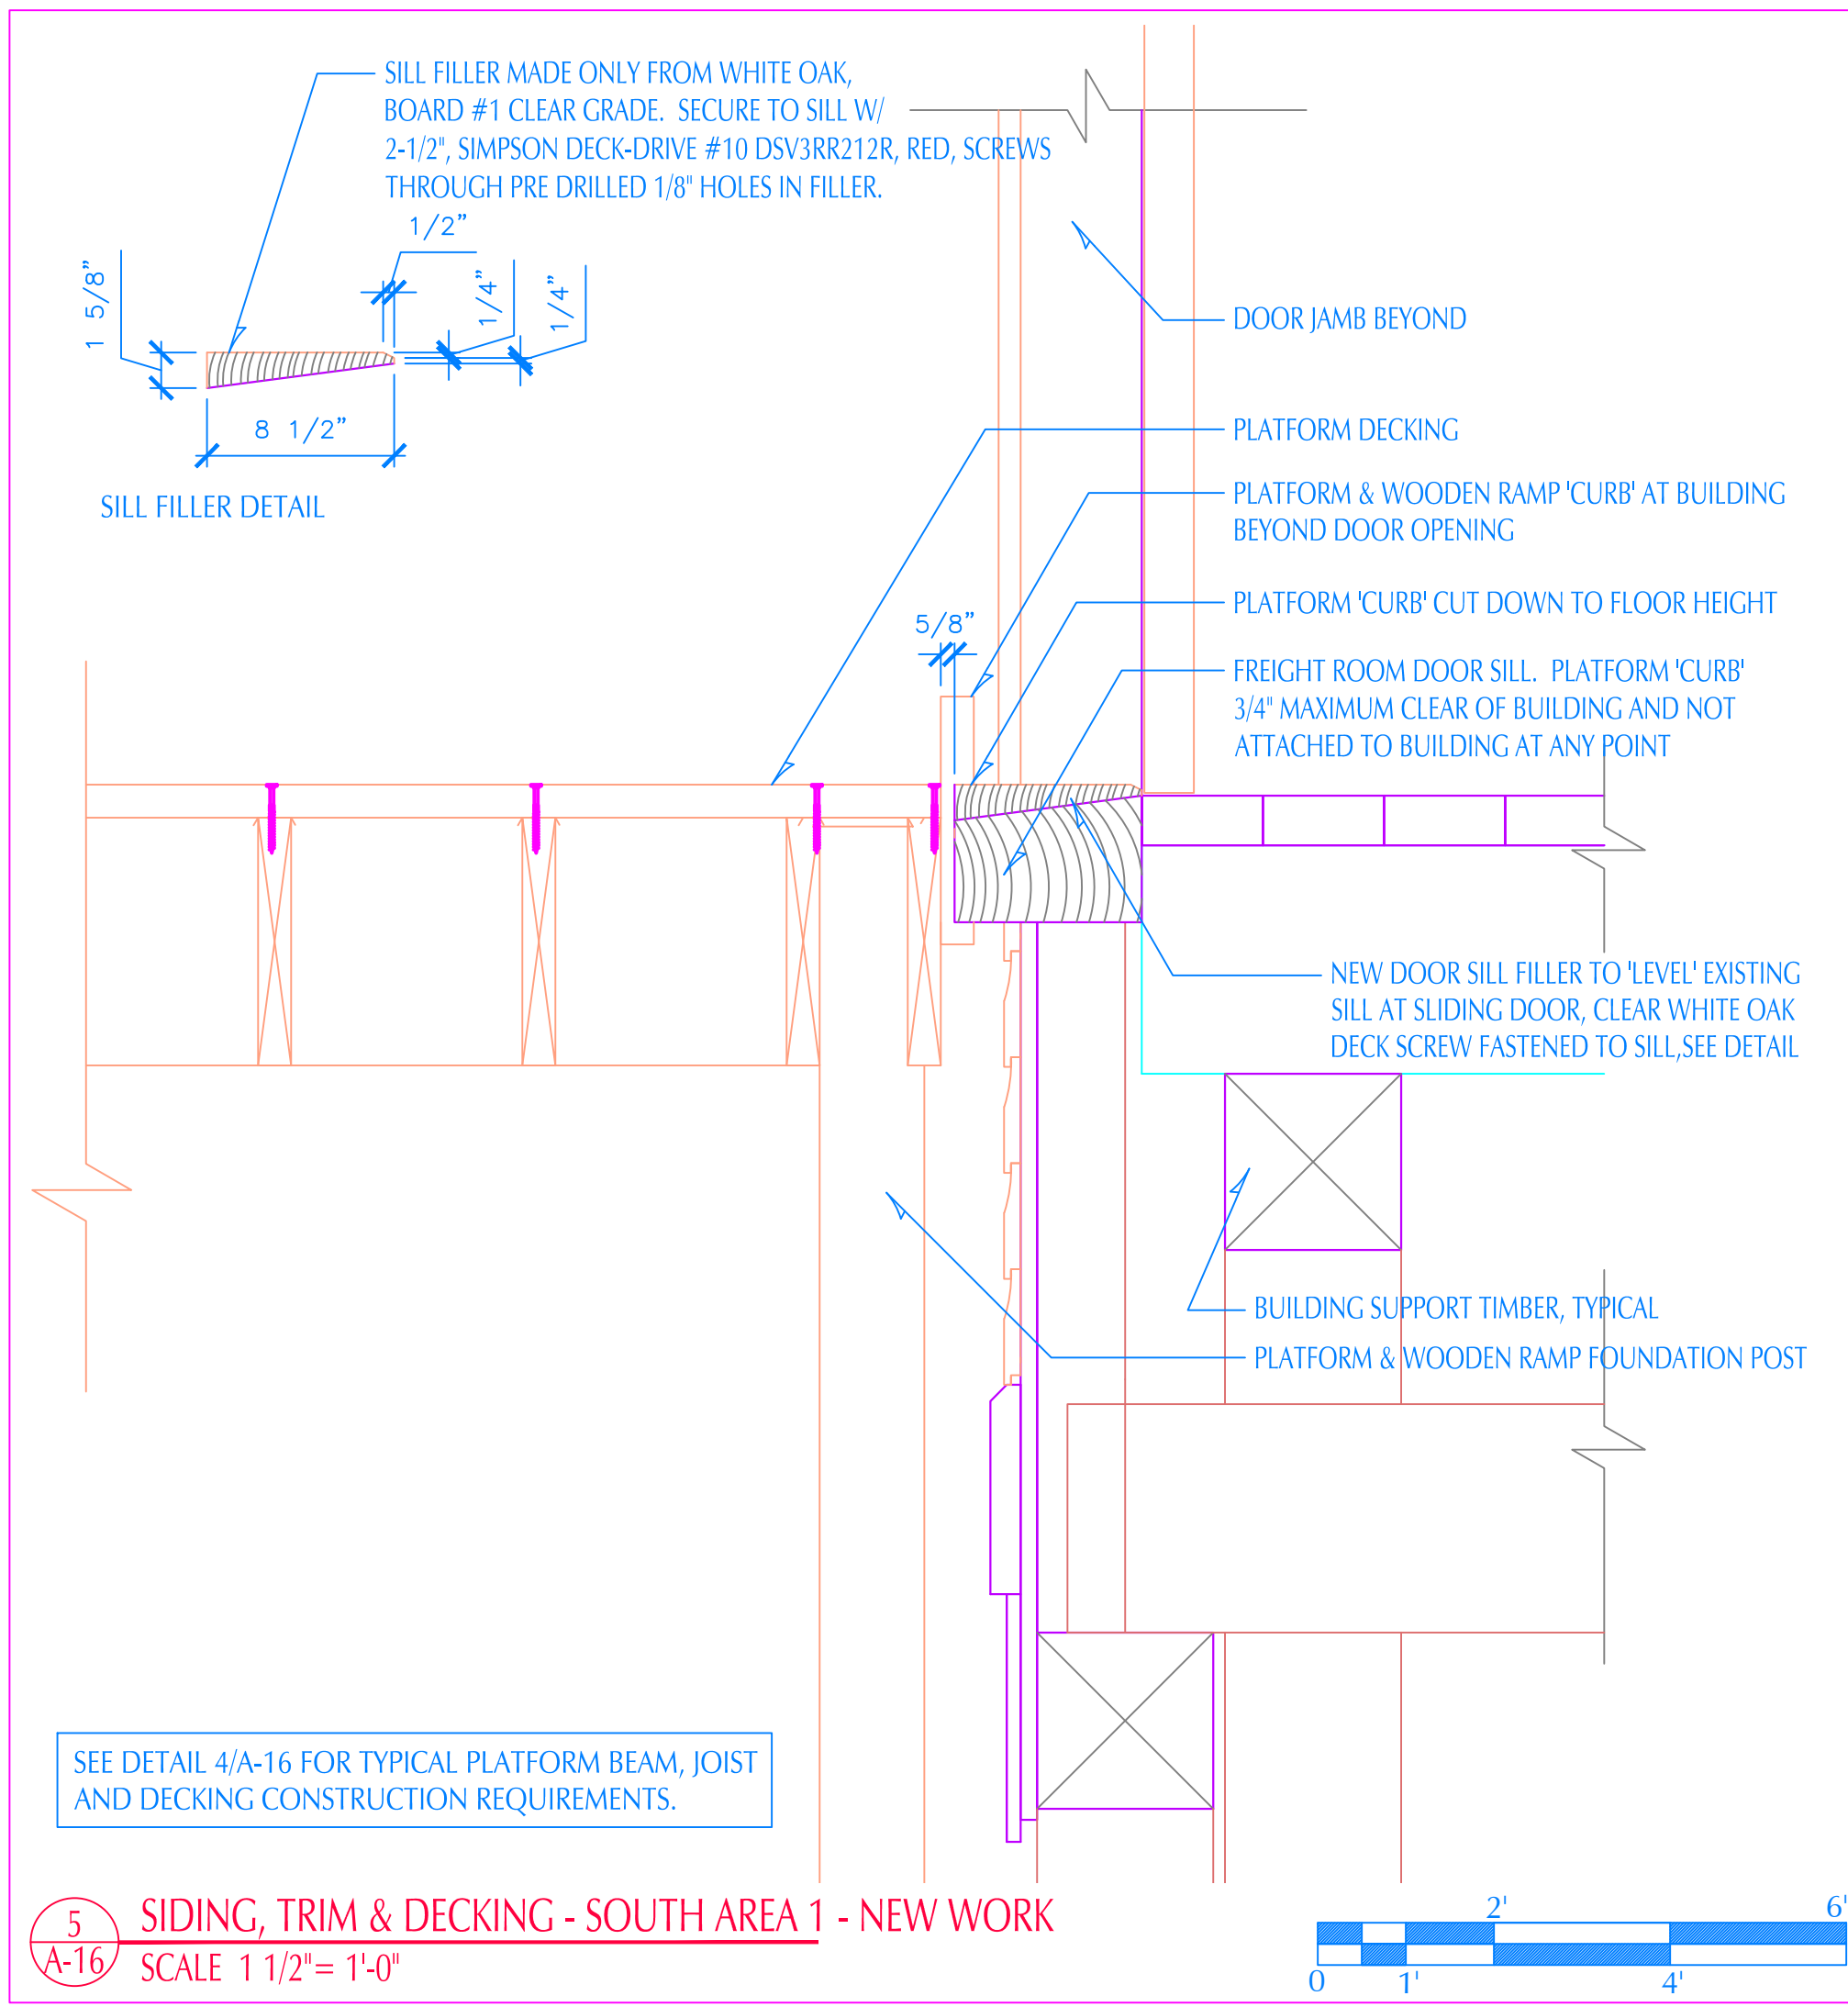 SILL FILLER MADE ONLY FROM WHITE OAK,
BOARD #1 CLEAR GRADE.  SECURE TO SILL W/
2-1/2", SIMPSON DECK-DRIVE #10 DSV3RR212R, RED, SCREWS
THROUGH PRE DRILLED 1/8" HOLES IN FILLER.
1/2”
1 5/8”
1/4”
1/4”
8 1/2”
SILL FILLER DETAIL
DOOR JAMB BEYOND
PLATFORM DECKING
PLATFORM & WOODEN RAMP 'CURB' AT BUILDING
BEYOND DOOR OPENING
PLATFORM 'CURB' CUT DOWN TO FLOOR HEIGHT
5/8”
FREIGHT ROOM DOOR SILL.  PLATFORM 'CURB'
3/4" MAXIMUM CLEAR OF BUILDING AND NOT
ATTACHED TO BUILDING AT ANY POINT
NEW DOOR SILL FILLER TO 'LEVEL' EXISTING
SILL AT SLIDING DOOR, CLEAR WHITE OAK
DECK SCREW FASTENED TO SILL,SEE DETAIL
BUILDING SUPPORT TIMBER, TYPICAL
PLATFORM & WOODEN RAMP FOUNDATION POST
SEE DETAIL 4/A-16 FOR TYPICAL PLATFORM BEAM, JOIST
AND DECKING CONSTRUCTION REQUIREMENTS.
5
A-16
SIDING, TRIM & DECKING - SOUTH AREA 1 - NEW WORK
SCALE  1 1/2"= 1'-0"
2'
6'
0
1'
4'